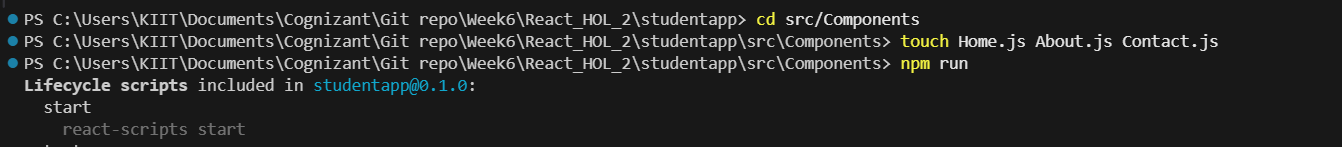 PS C:\Users\KIIT\Documents\Cognizant\Git repo\Week6\React_HOL_2\studentapp> cd src/Components
PS C:\Users\KIIT\Documents\Cognizant\Git repo\Week6\React_HOL_2\studentapp\src\Components> touch Home.js About.js Contact.js
PS C:\Users\KIIT\Documents\Cognizant\Git repo\Week6\React_HOL_2\studentapp\src\Components> npm run
Lifecycle scripts included in studentapp@0.1.0:
start
react-scripts start